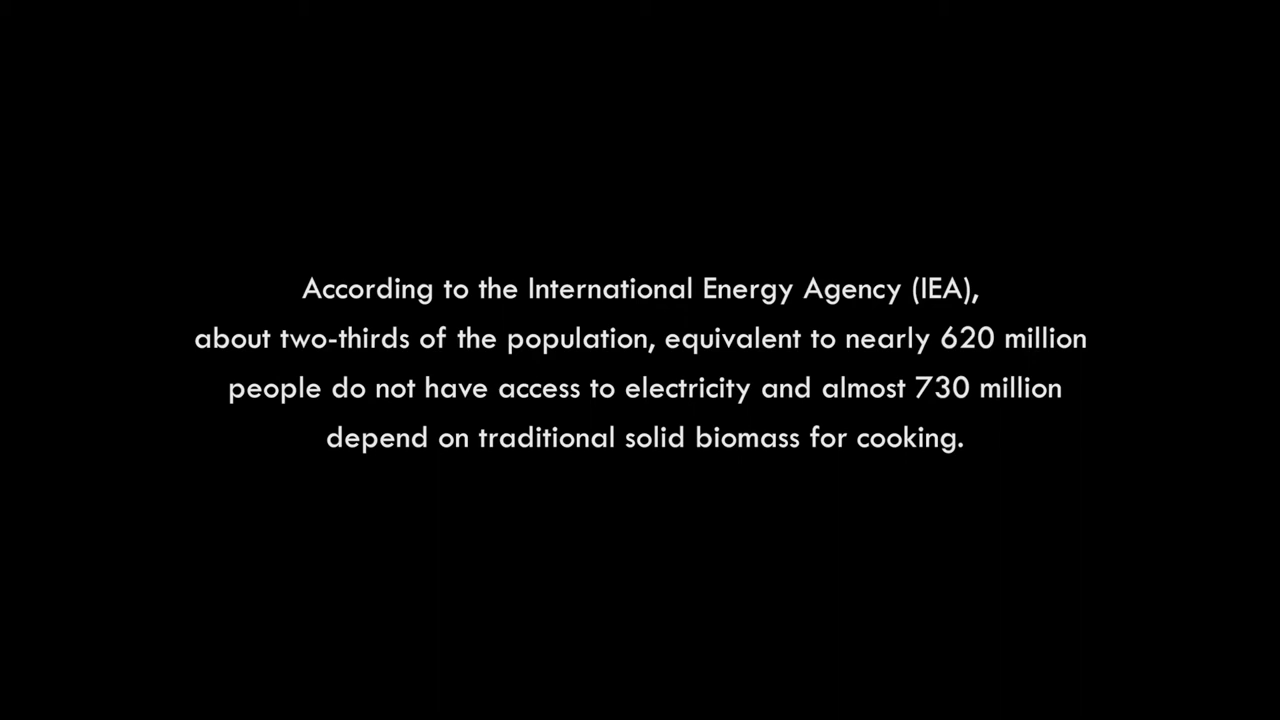 According to the International Energy Agency (IEA),
about two-thirds of the population, equivalent to nearly 620 million
people do not have access to electricity and almost 730 million
depend on traditional solid biomass for cooking.